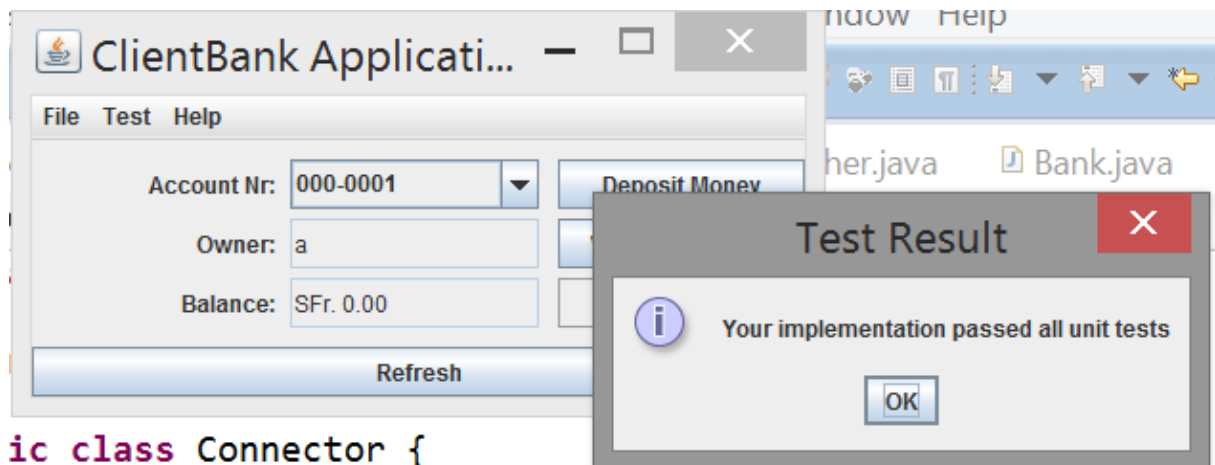 ndow Help
ClientBank Applicati...
File Test Help
her.java Bank.java
Account Nr: 000-0001 Deposit Money
Test Result
Owner: a
Balance: SFr. 0.00
Your implementation passed all unit tests
Refresh
OK
ic class Connector {